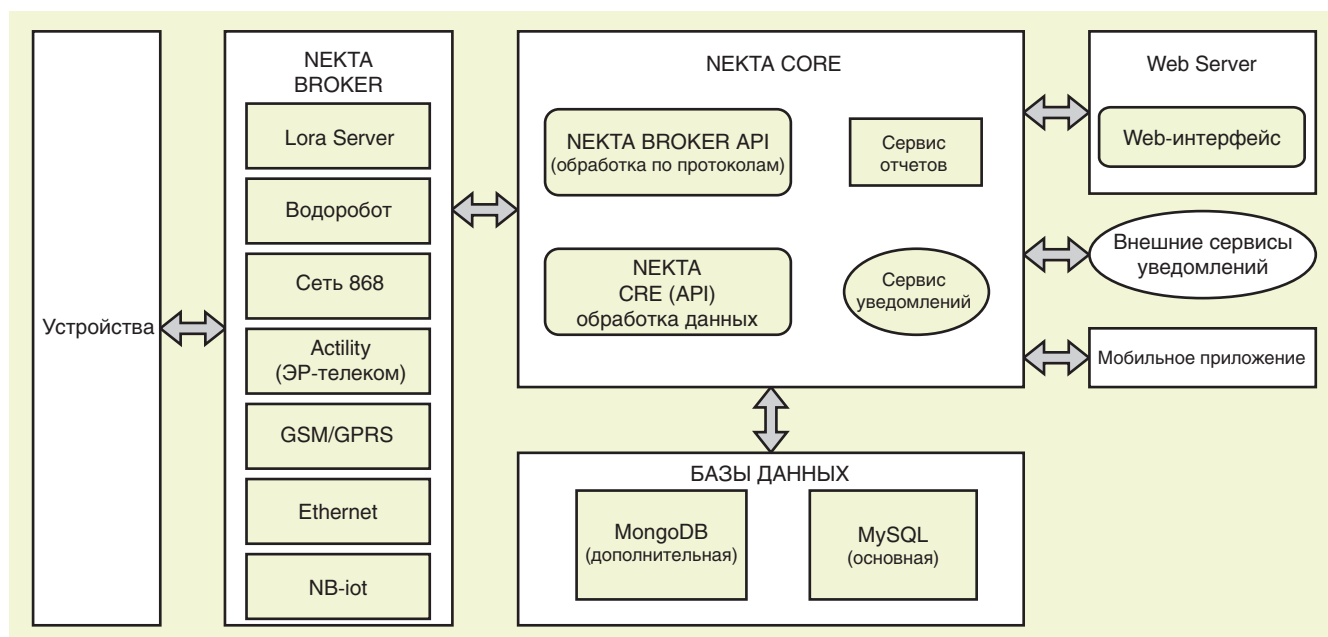 Устройства
NEKTA
BROKER
Lora Server
Водоробот
Сеть 868
Actility
(ЭР-телеком)
GSM/GPRS
Ethernet
NB-iot
NEKTA CORE
NEKTA BROKER API
(обработка по протоколам)
Сервис
отчетов
NEKTA
CRE (API)
обработка данных
Сервис
уведомлений
БАЗЫ ДАННЫХ
MongoDB
(дополнительная)
MySQL
(основная)
Web Server
Web-интерфейс
Внешние сервисы
уведомлений
Мобильное приложение